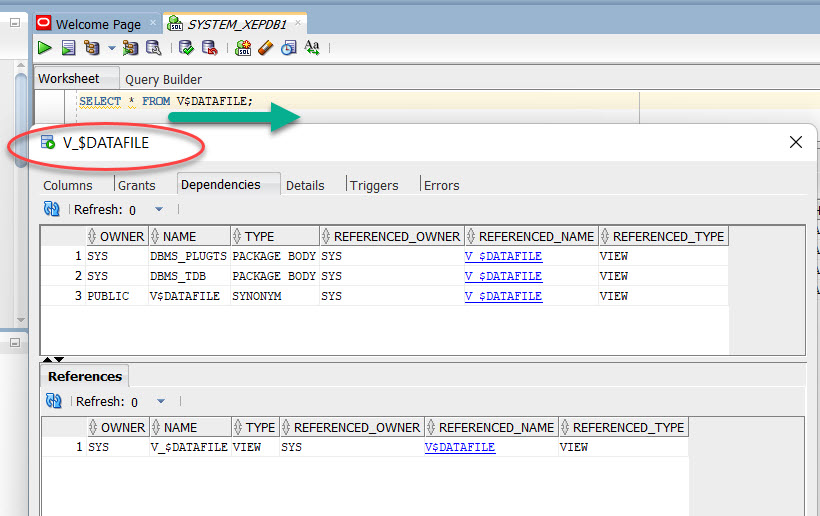 Welcome Page SYSTEM_XEPDB1
Worksheet Query Builder
SELECT * FROM V$DATAFILE;
V_$DATAFILE
Columns Grants Dependencies Details Triggers Errors
Refresh: 0
OWNER NAME TYPE REFERENCED_OWNER REFERENCED_NAME REFERENCED_TYPE
1 SYS DBMS_PLUGTS PACKAGE BODY SYS V_$DATAFILE VIEW
2 SYS DBMS_TDB PACKAGE BODY SYS V_$DATAFILE VIEW
3 PUBLIC V$DATAFILE SYNONYM SYS V_$DATAFILE VIEW
References
Refresh: 0
OWNER NAME TYPE REFERENCED_OWNER REFERENCED_NAME REFERENCED_TYPE
1 SYS V_$DATAFILE VIEW SYS V$DATAFILE VIEW